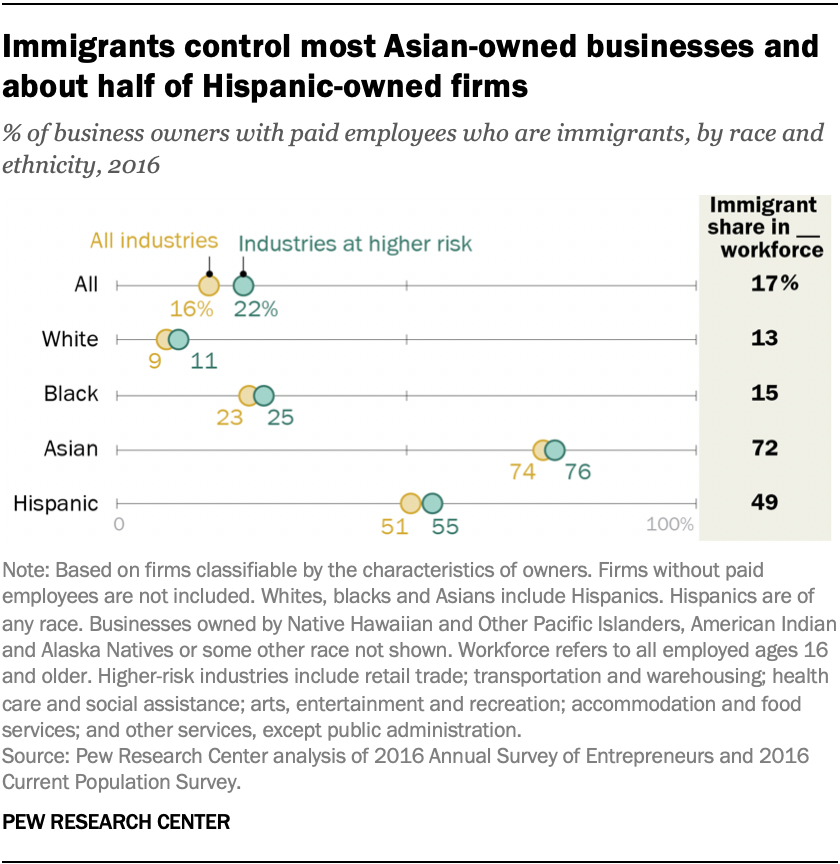 Immigrants control most Asian-owned businesses and
about half of Hispanic-owned firms
% of business owners with paid employees who are immigrants, by race and
ethnicity, 2016
Immigrant
share in __
workforce
All industries
Industries at higher risk
All
16%
22%
17%
White
9
11
13
Black
23
25
15
Asian
74
76
72
Hispanic
51
55
49
0
100%
Note: Based on firms classifiable by the characteristics of owners. Firms without paid
employees are not included. Whites, blacks and Asians include Hispanics. Hispanics are of
any race. Businesses owned by Native Hawaiian and Other Pacific Islanders, American Indian
and Alaska Natives or some other race not shown. Workforce refers to all employed ages 16
and older. Higher-risk industries include retail trade; transportation and warehousing; health
care and social assistance; arts, entertainment and recreation; accommodation and food
services; and other services, except public administration.
Source: Pew Research Center analysis of 2016 Annual Survey of Entrepreneurs and 2016
Current Population Survey.
PEW RESEARCH CENTER